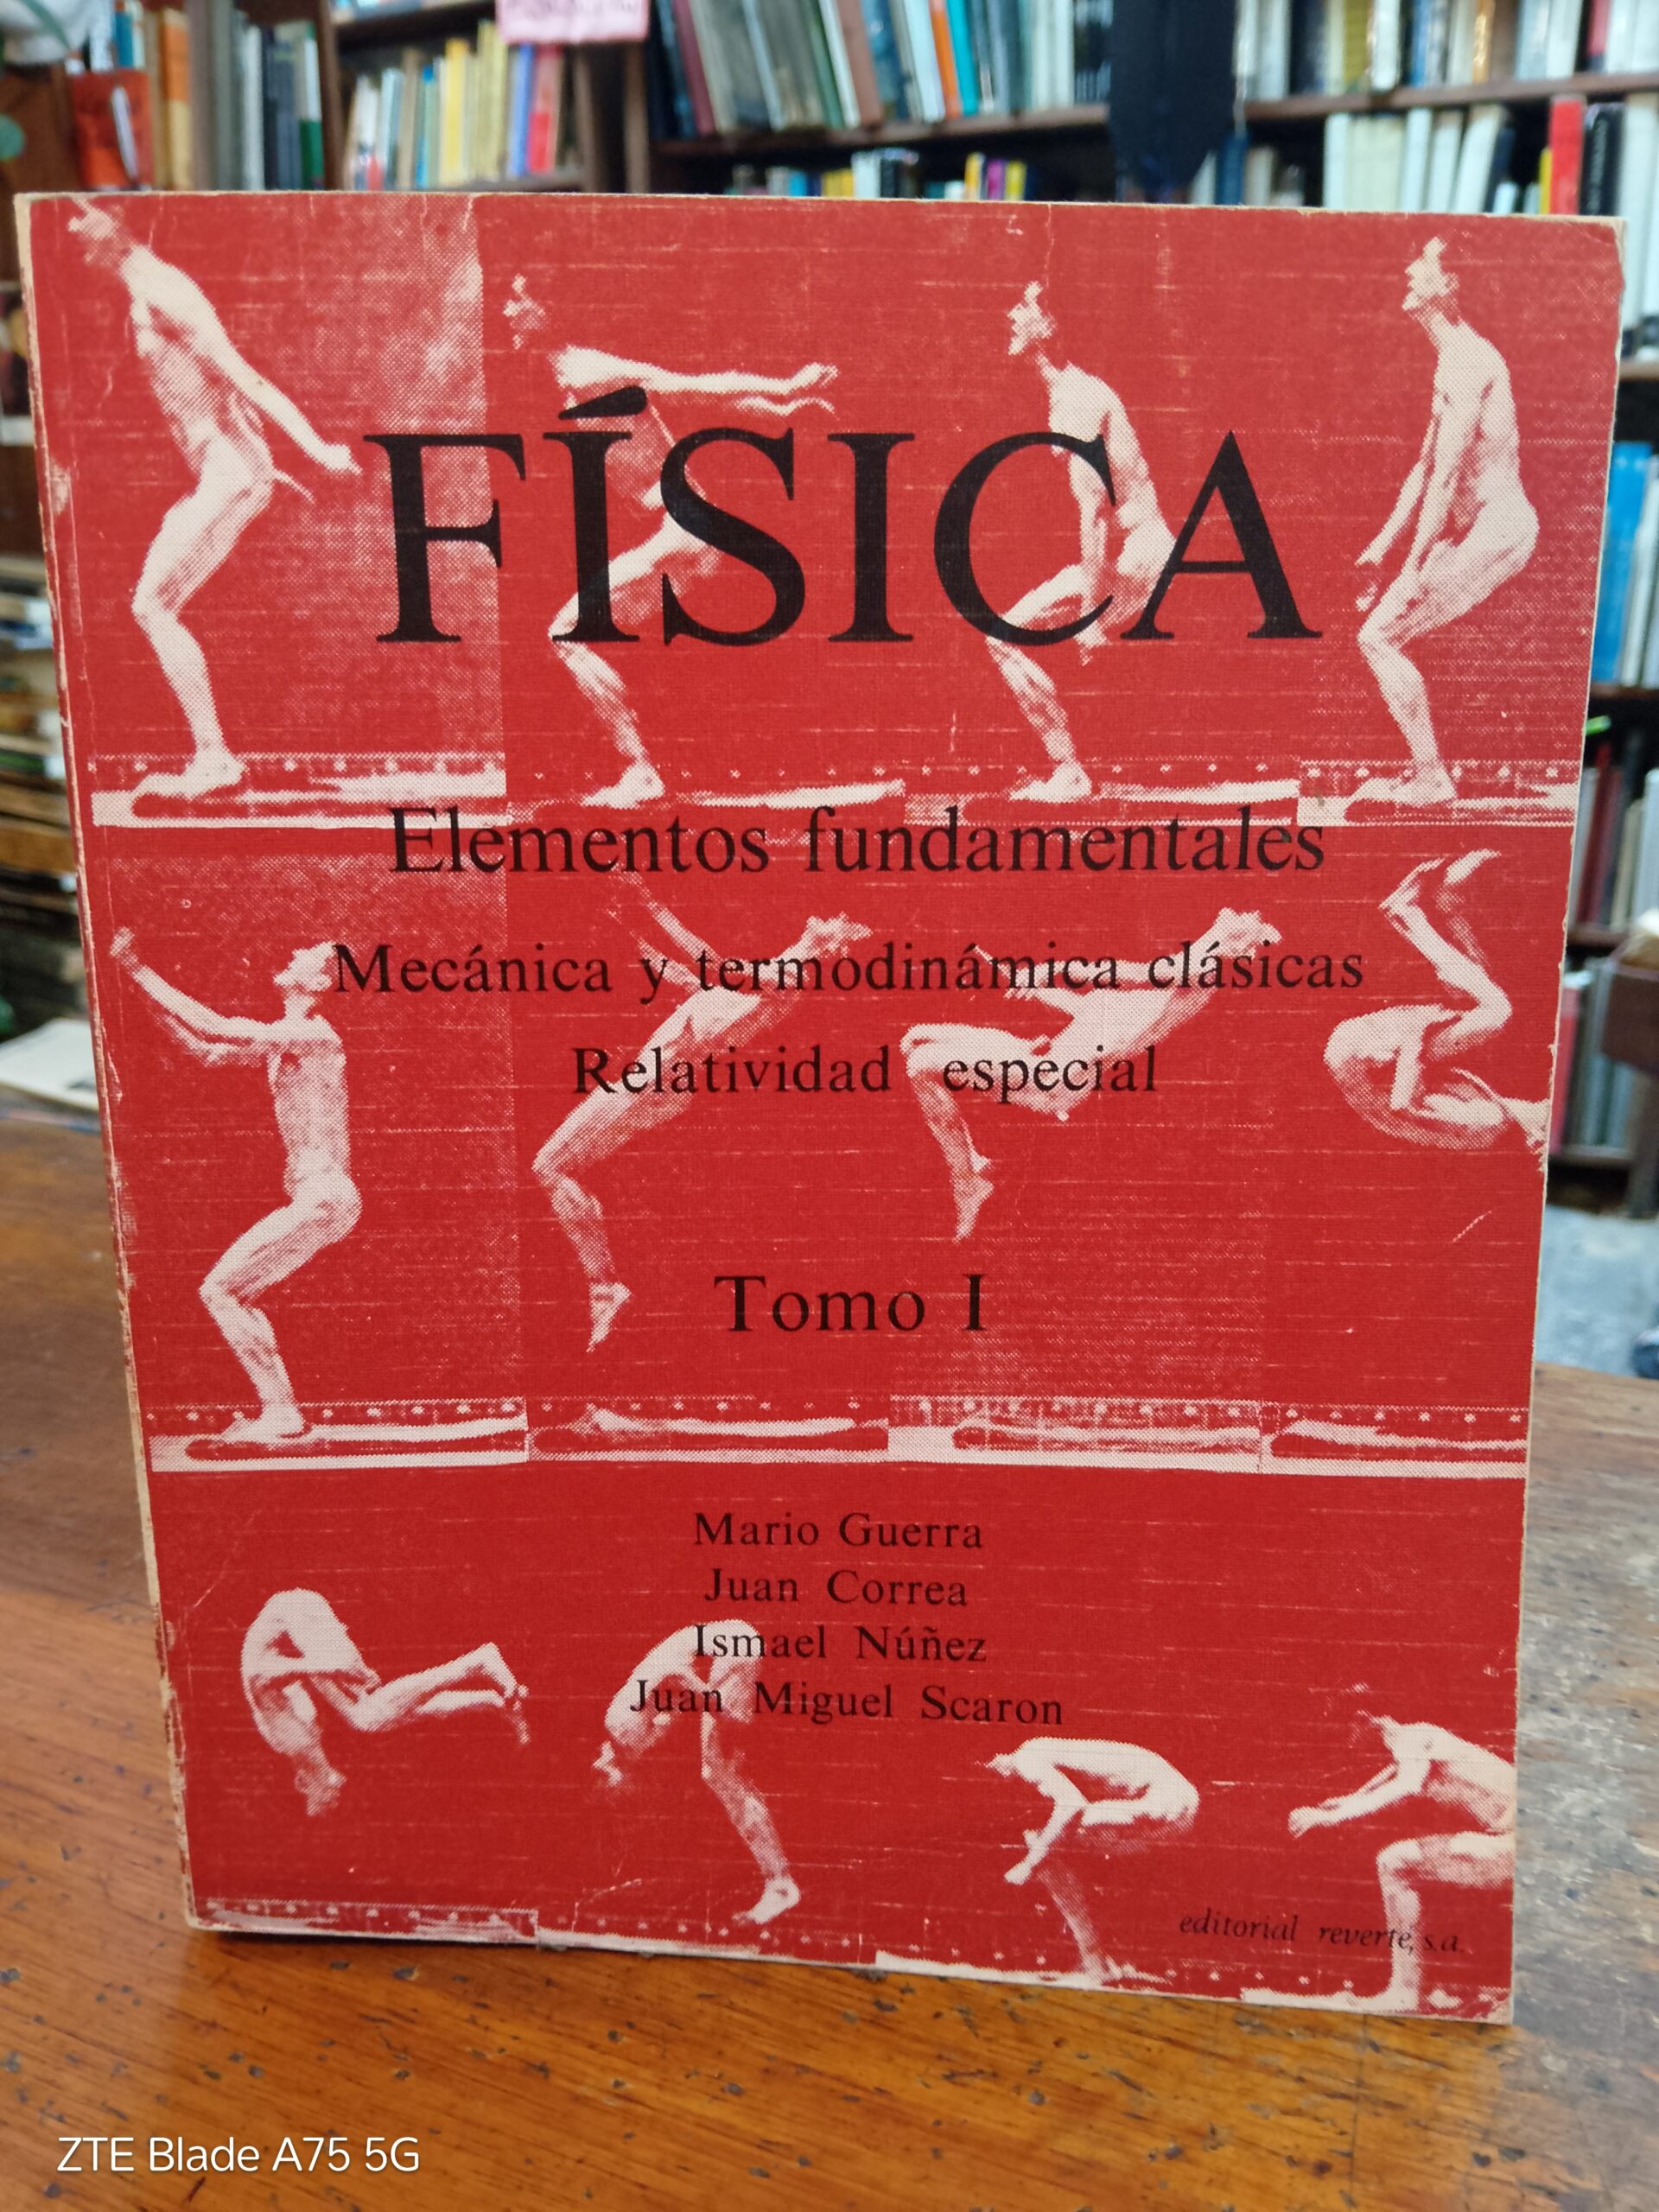 FÍSICA
Elementos fundamentales
Mecánica y termodinámica clásicas
Relatividad especial
Tomo I
Mario Guerra
Juan Correa
Ismael Núñez
Juan Miguel Scaron
editorial reverté, s.a.
ZTE Blade A75 5G